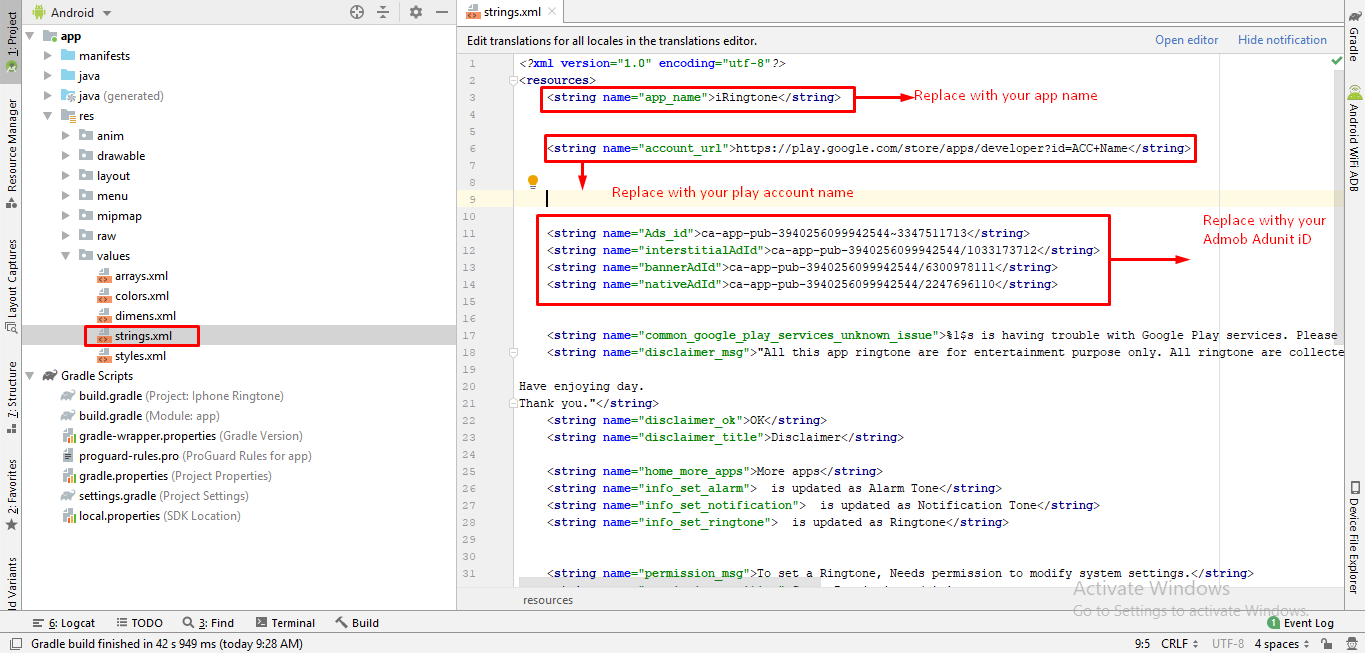 1: Project
Resource Manager
Layout Captures
7: Structure
2: Favorites
ld Variants
Android
app
manifests
java
java (generated)
res
anim
drawable
layout
menu
mipmap
raw
values
arrays.xml
colors.xml
dimens.xml
strings.xml
styles.xml
Gradle Scripts
build.gradle (Project: Iphone Ringtone)
build.gradle (Module: app)
gradle-wrapper.properties (Gradle Version)
proguard-rules.pro (ProGuard Rules for app)
gradle.properties (Project Properties)
settings.gradle (Project Settings)
local.properties (SDK Location)
strings.xml
Edit translations for all locales in the translations editor. Open editor Hide notification
1 <?xml version="1.0" encoding="utf-8"?>
2 <resources>
3 <string name="app_name">iRingtone</string> Replace with your app name
4
5
6 <string name="account_url">https://play.google.com/store/apps/developer?id=ACC+Name</string>
7
8
Replace with your play account name
9
10
Replace withy your
Admob Adunit iD
11 <string name="Ads_id">ca-app-pub-3940256099942544~3347511713</string>
12 <string name="interstitialAdId">ca-app-pub-3940256099942544/1033173712</string>
13 <string name="bannerAdId">ca-app-pub-3940256099942544/6300978111</string>
14 <string name="nativeAdId">ca-app-pub-3940256099942544/2247696110</string>
15
16
17 <string name="common_google_play_services_unknown_issue">%1$s is having trouble with Google Play services. Please
18 <string name="disclaimer_msg">"All this app ringtone are for entertainment purpose only. All ringtone are collecte
19
20 Have enjoying day.
21 Thank you."</string>
22 <string name="disclaimer_ok">OK</string>
23 <string name="disclaimer_title">Disclaimer</string>
24
25 <string name="home_more_apps">More apps</string>
26 <string name="info_set_alarm">  is updated as Alarm Tone</string>
27 <string name="info_set_notification">  is updated as Notification Tone</string>
28 <string name="info_set_ringtone">  is updated as Ringtone</string>
29
30
31 <string name="permission_msg">To set a Ringtone, Needs permission to modify system settings.</string>
resources
Activate Windows
Go to Settings to activate Windows.
Gradle
Android WiFi ADB
Device File Explorer
6: Logcat TODO 3: Find Terminal Build 1 Event Log
Gradle build finished in 42 s 949 ms (today 9:28 AM) 9:5 CRLF UTF-8 4 spaces